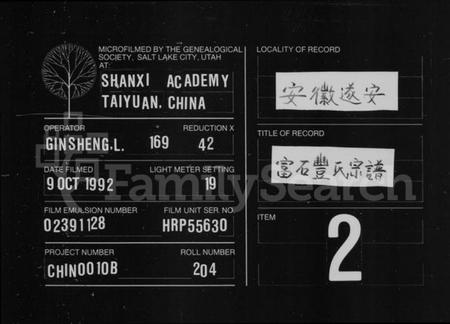 MICROFILMED BY THE GENEALOGICAL
SOCIETY, SALT LAKE CITY, UTAH
AT:
SHANXI ACADEMY
TAIYUAN, CHINA
OPERATOR REDUCTION X
GINSHENG.L. 169 42
DATE FILMED LIGHT METER SETTING
9 OCT 1992 19
FILM EMULSION NUMBER FILM UNIT SER. NO.
02391128 HRP55630
PROJECT NUMBER ROLL NUMBER
CHIN0010B 204
LOCALITY OF RECORD
安徽遂安
TITLE OF RECORD
富石豐氏宗譜
ITEM
2
FamilySearch